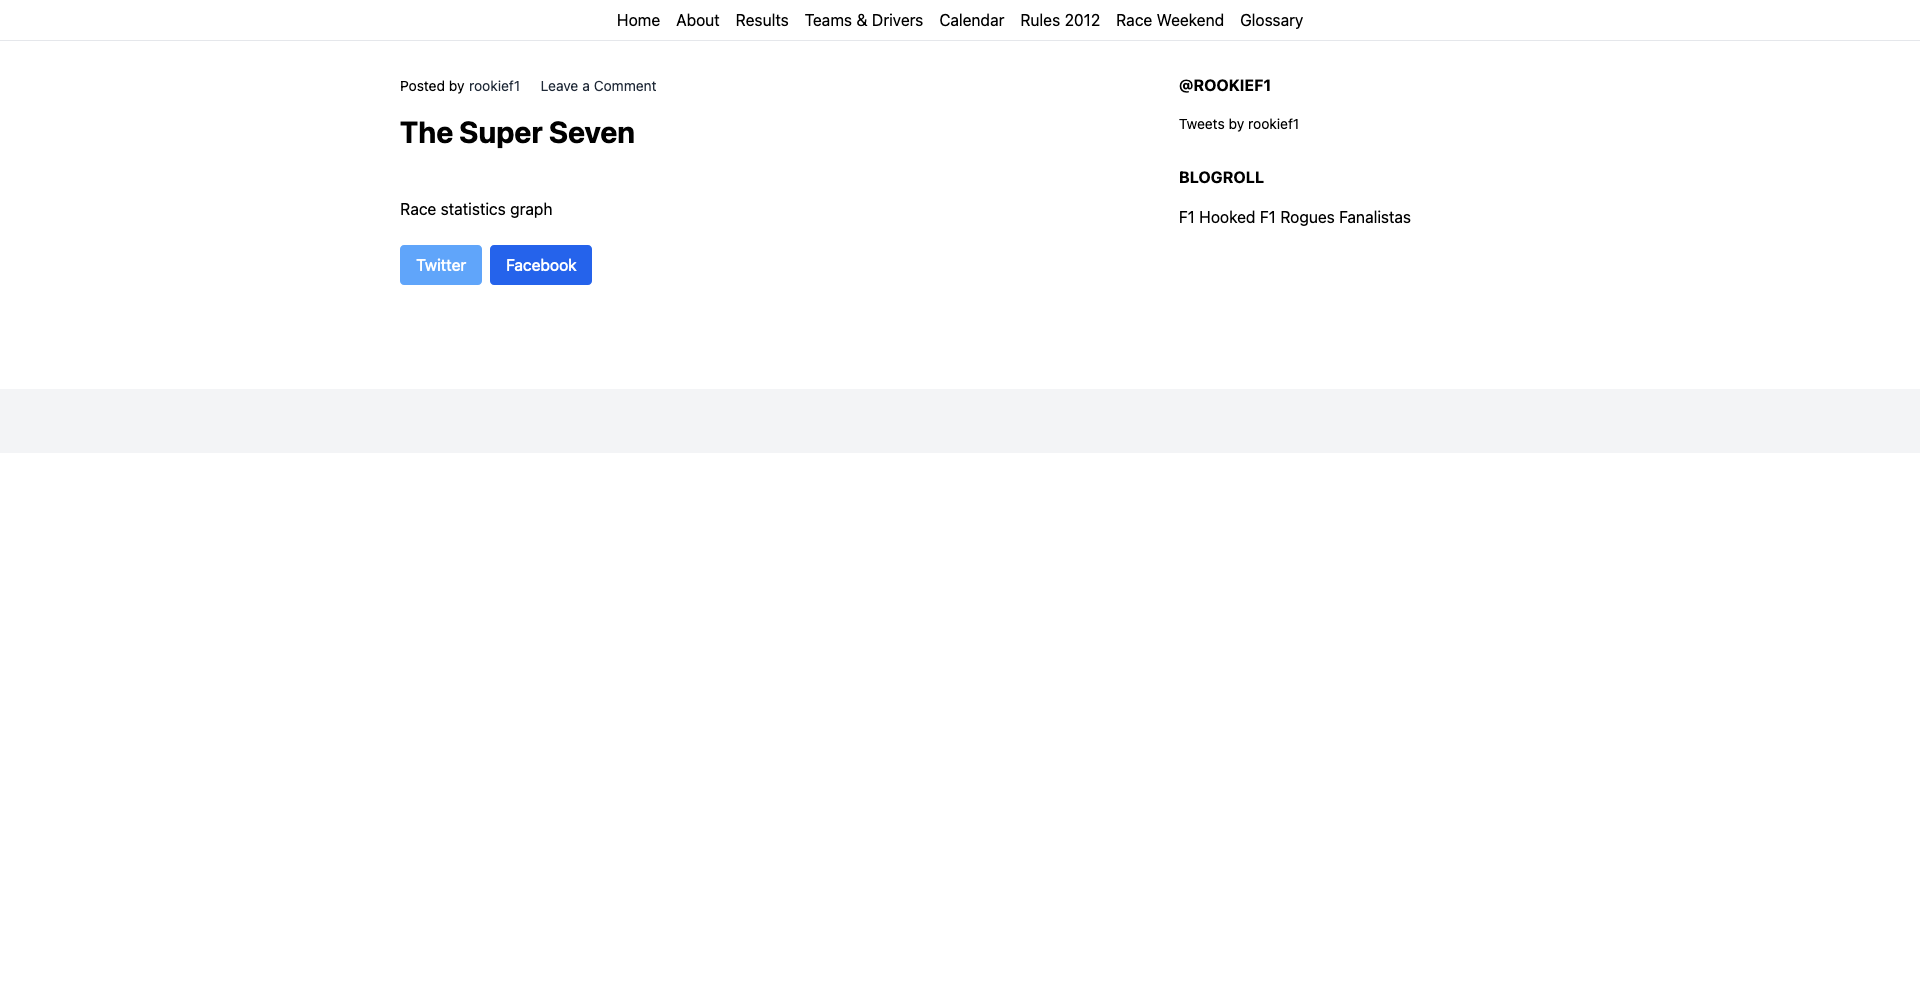 Home About Results Teams & Drivers Calendar Rules 2012 Race Weekend Glossary
Posted by rookief1 Leave a Comment
The Super Seven
Race statistics graph
Twitter Facebook
@ROOKIEF1
Tweets by rookief1
BLOGROLL
F1 Hooked F1 Rogues Fanalistas